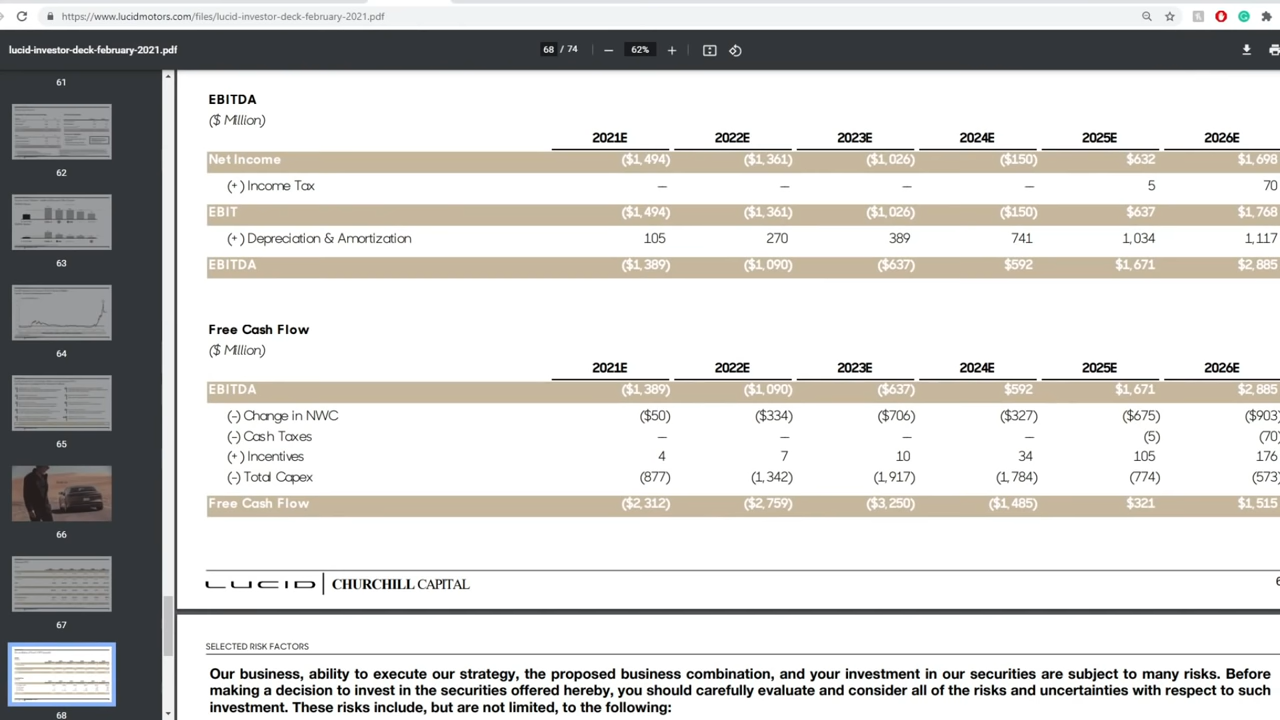 https://www.lucidmotors.com/files/lucid-investor-deck-february-2021.pdf
lucid-investor-deck-february-2021.pdf
68 / 74
62%
61
62
63
64
65
66
67
68
EBITDA
($ Million)
2021E 2022E 2023E 2024E 2025E 2026E
Net Income ($1,494) ($1,361) ($1,026) ($150) $632 $1,698
(+) Income Tax — — — — 5 70
EBIT ($1,494) ($1,361) ($1,026) ($150) $637 $1,768
(+) Depreciation & Amortization 105 270 389 741 1,034 1,117
EBITDA ($1,389) ($1,090) ($637) $592 $1,671 $2,885
Free Cash Flow
($ Million)
2021E 2022E 2023E 2024E 2025E 2026E
EBITDA ($1,389) ($1,090) ($637) $592 $1,671 $2,885
(-) Change in NWC ($50) ($334) ($706) ($327) ($675) ($903)
(-) Cash Taxes — — — — (5) (70)
(+) Incentives 4 7 10 34 105 176
(-) Total Capex (877) (1,342) (1,917) (1,784) (774) (573)
Free Cash Flow ($2,312) ($2,759) ($3,250) ($1,485) $321 $1,515
LUCID | CHURCHILL CAPITAL
SELECTED RISK FACTORS
Our business, ability to execute our strategy, the proposed business combination, and your investment in our securities are subject to many risks. Before
making a decision to invest in the securities offered hereby, you should carefully evaluate and consider all of the risks and uncertainties with respect to such
investment. These risks include, but are not limited, to the following: